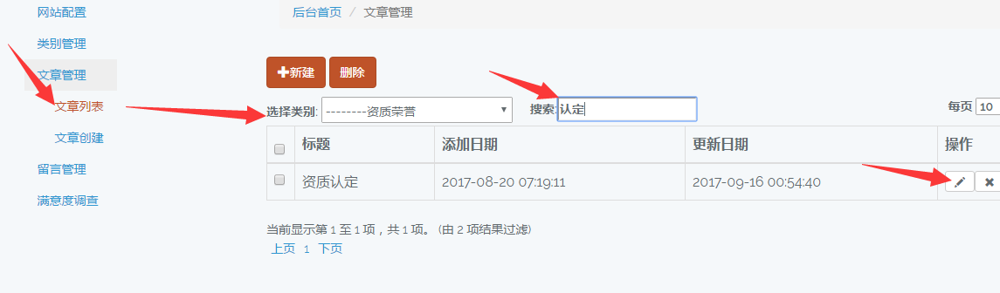 网站配置
后台首页 / 文章管理
类别管理
文章管理
新建 删除
文章列表
选择类别: --------资质荣誉 搜索:认定 每页 10
文章创建
标题 添加日期 更新日期 操作
留言管理
资质认定 2017-08-20 07:19:11 2017-09-16 00:54:40
满意度调查
当前显示第 1 至 1 项，共 1 项。 (由 2 项结果过滤)
上页 1 下页